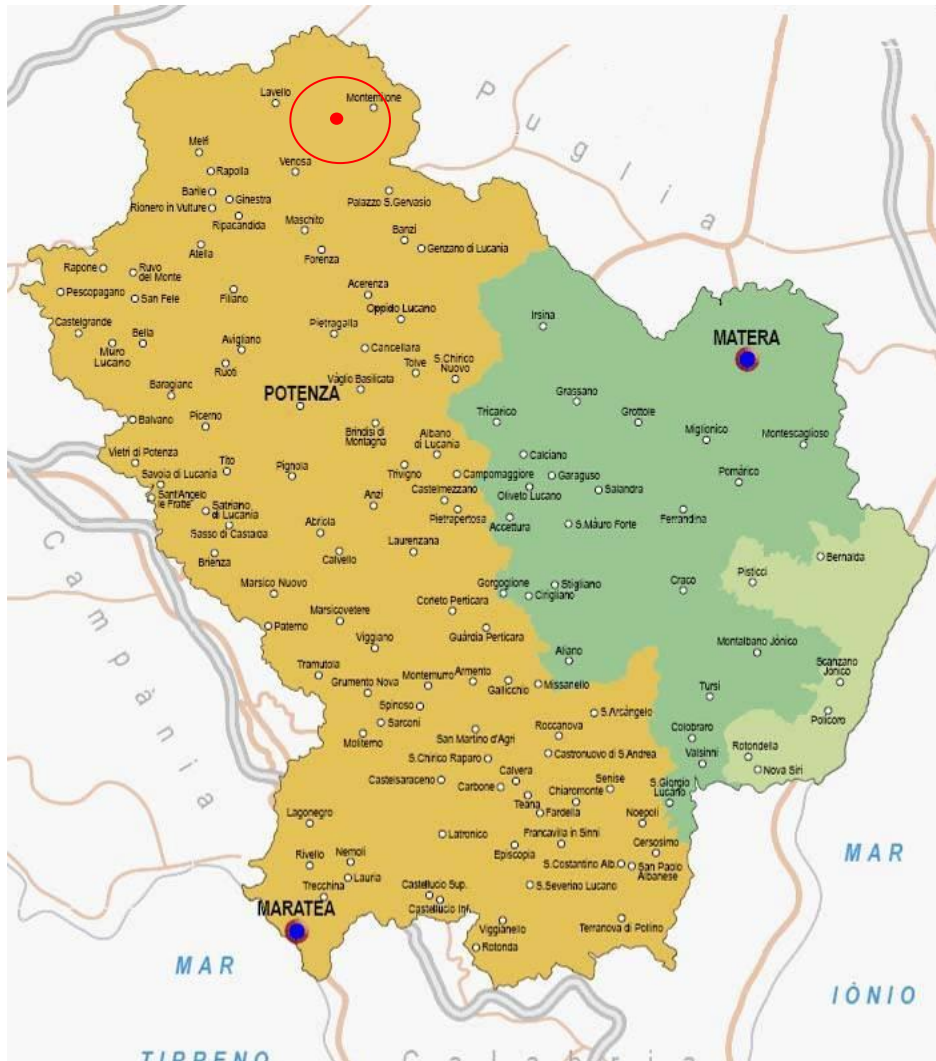 Lavello
Montemilone
Puglia
Melfi
Rapolla
Venosa
Barile
Ginestra
Rionero in Vulture
Ripacandida
Palazzo S.Gervasio
Maschito
Banzi
Genzano di Lucania
Atella
Forenza
Rapone
Ruvo
del Monte
Pescopagano
San Fele
Filiano
Acerenza
Oppido Lucano
Irsina
Castelgrande
Bella
Muro
Lucano
Avigliano
Pietragalla
Cancellara
MATERA
Ruoti
Tolve
S.Chirico
Nuovo
Baragiano
Vaglio Basilicata
POTENZA
Grassano
Balvano
Picerno
Tricarico
Grottole
Brindisi di
Montagna
Albano
di Lucania
Miglionico
Montescaglioso
Vietri di Potenza
Tito
Pignola
Trivigno
Calciano
Savoia di Lucania
Campomaggiore
Garaguso
Pomàrico
Sant'Angelo
le Fratte
Satriano
di Lucania
Anzi
Castelmezzano
Oliveto Lucano
Salandra
Sasso di Castalda
Abriola
Pietrapertosa
Accettura
S.Màuro Forte
Ferrandina
Brienza
Calvello
Laurenzana
Bernalda
Marsico Nuovo
Gorgoglione
Stigliano
Cirigliano
Craco
Pisticci
Campània
Marsicovetere
Corleto Perticara
Paterno
Viggiano
Guàrdia Perticara
Aliano
Montalbano Jònico
Tramutola
Grumento Nova
Montemurro
Armento
Gallicchio
Missanello
Scanzano
Jònico
Tursi
Spinoso
Sarconi
Moliterno
San Martino d'Agri
Roccanova
S.Arcàngelo
Colobraro
Policoro
S.Chirico Raparo
Castronuovo di S.Andrea
Valsinni
Rotondella
Nova Siri
Castelsaraceno
Carbone
Calvera
Teana
Chiaromonte
Fardella
Senise
S.Giorgio
Lucano
Lagonegro
Latronico
Francavilla in Sinni
Episcopia
Noepoli
Cersosimo
Rivello
Nemoli
Lauria
Trecchina
S.Costantino Alb.
San Paolo
Albanese
S.Severino Lucano
MARATEA
Castelluccio Sup.
Castelluccio Inf.
Viggianello
Rotonda
Terranova di Pollino
MAR
TIRRENO
MAR
IÒNIO
Calabria